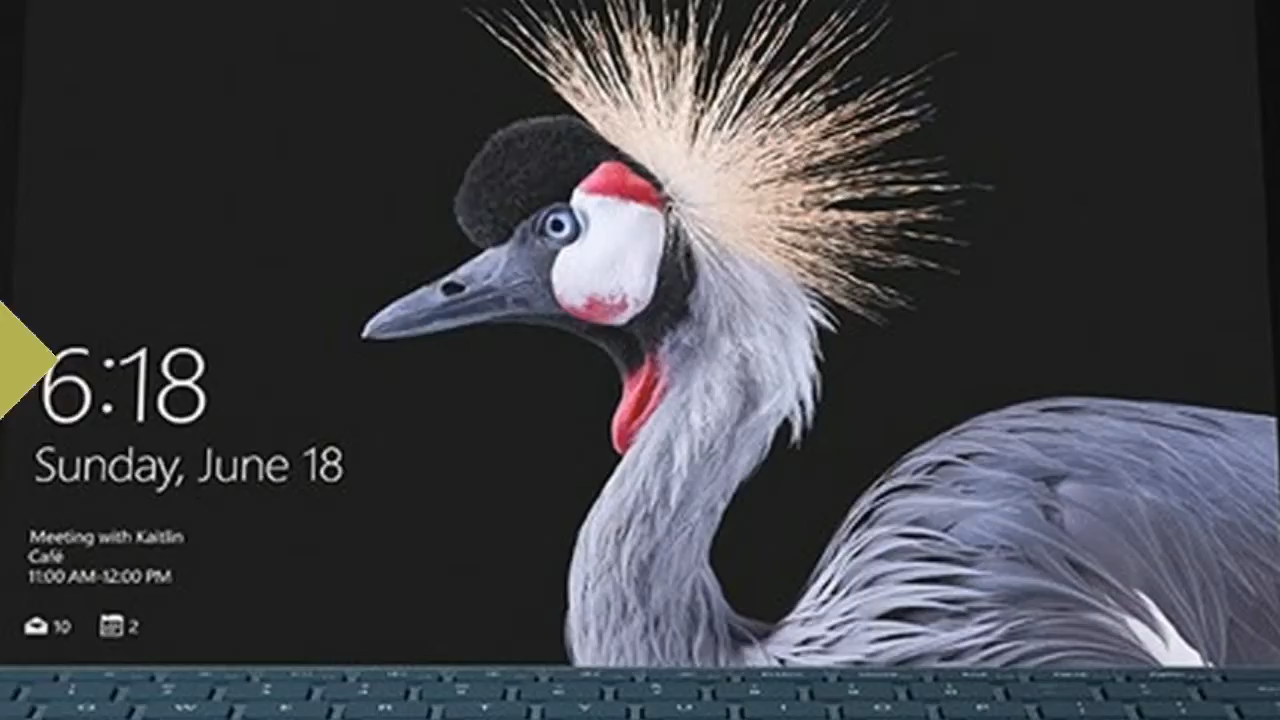 6:18
Sunday, June 18
Meeting with Kaitlin
Café
11:00 AM-12:00 PM
10 2